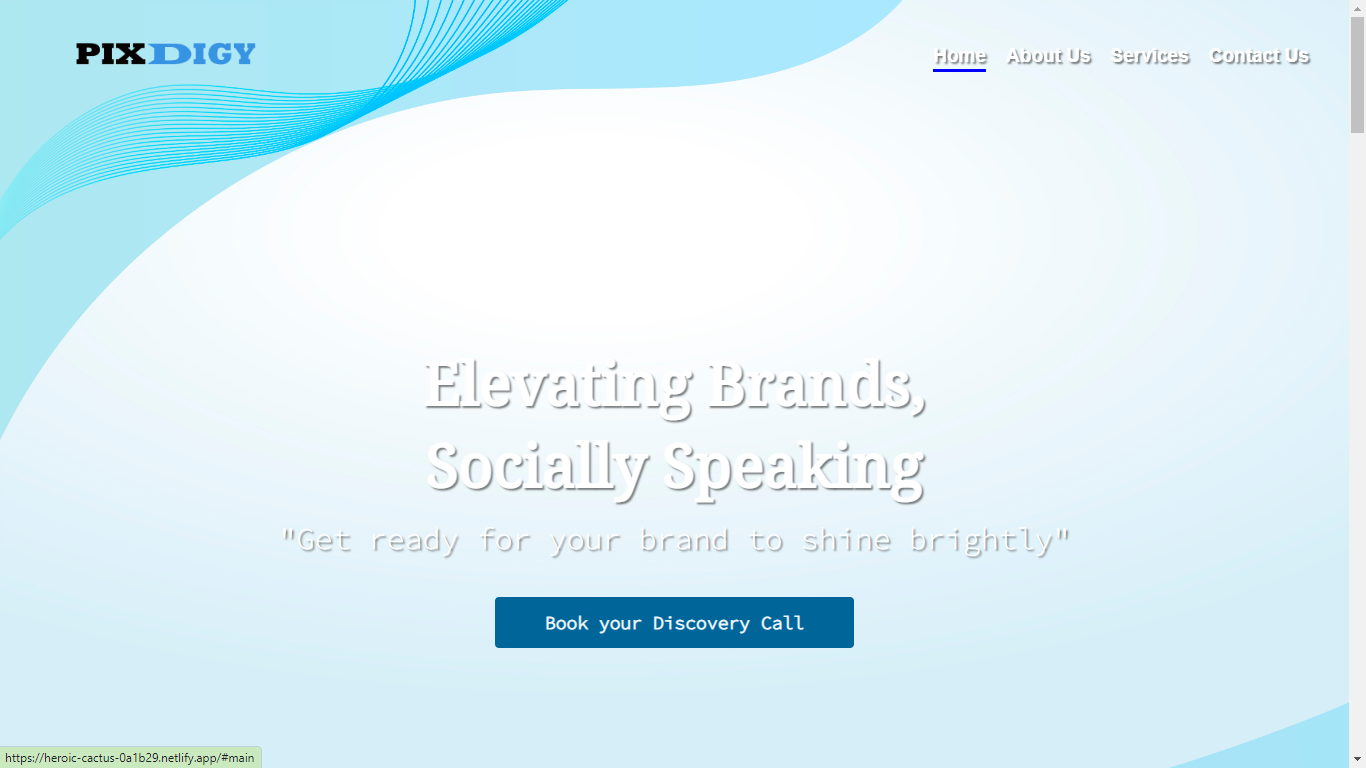 PIXDIGY
Home About Us Services Contact Us
Elevating Brands,
Socially Speaking
"Get ready for your brand to shine brightly"
Book your Discovery Call
https://heroic-cactus-0a1b29.netlify.app/#main